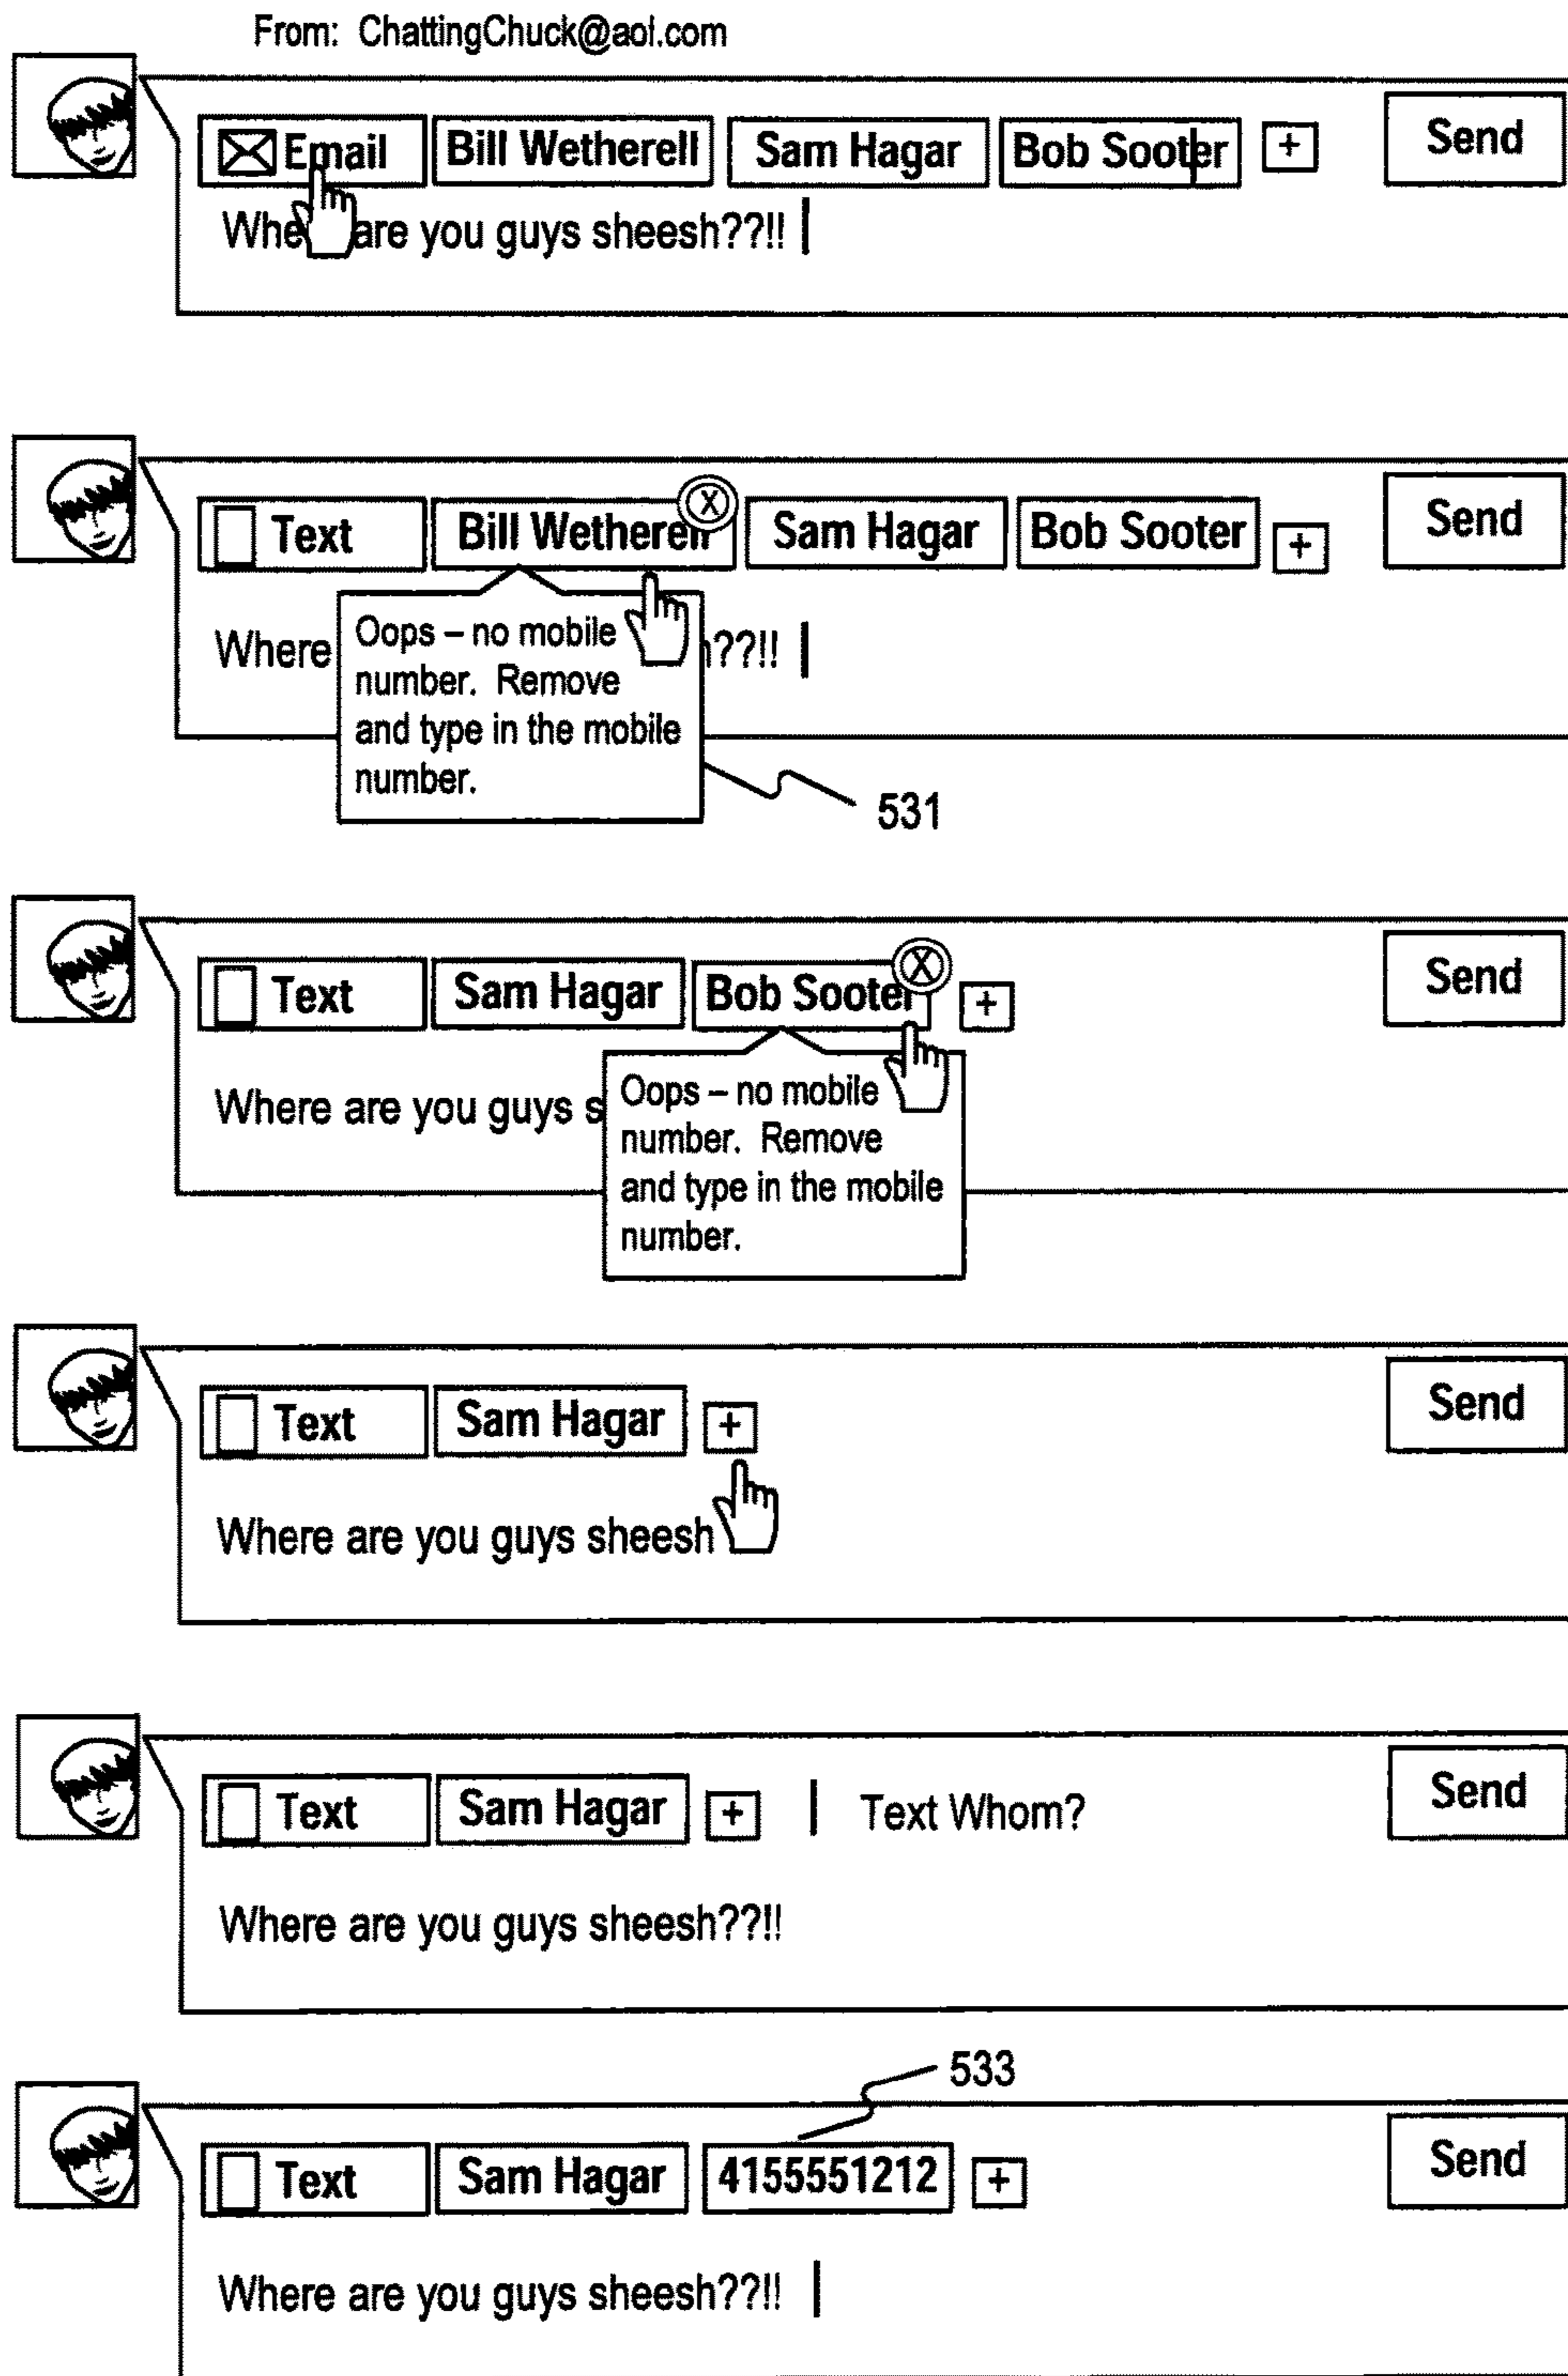 From: ChattingChuck@aol.com
Email Bill Wetherell Sam Hagar Bob Sooter + Send
Whe are you guys sheesh??!!
X
Text Bill Wetherell Sam Hagar Bob Sooter + Send
Where ??!!
Oops – no mobile
number. Remove
and type in the mobile
number.
531
X
Text Sam Hagar Bob Sooter + Send
Where are you guys s
Oops – no mobile
number. Remove
and type in the mobile
number.
Text Sam Hagar + Send
Where are you guys sheesh
Text Sam Hagar + Text Whom? Send
Where are you guys sheesh??!!
533
Text Sam Hagar 4155551212 + Send
Where are you guys sheesh??!!